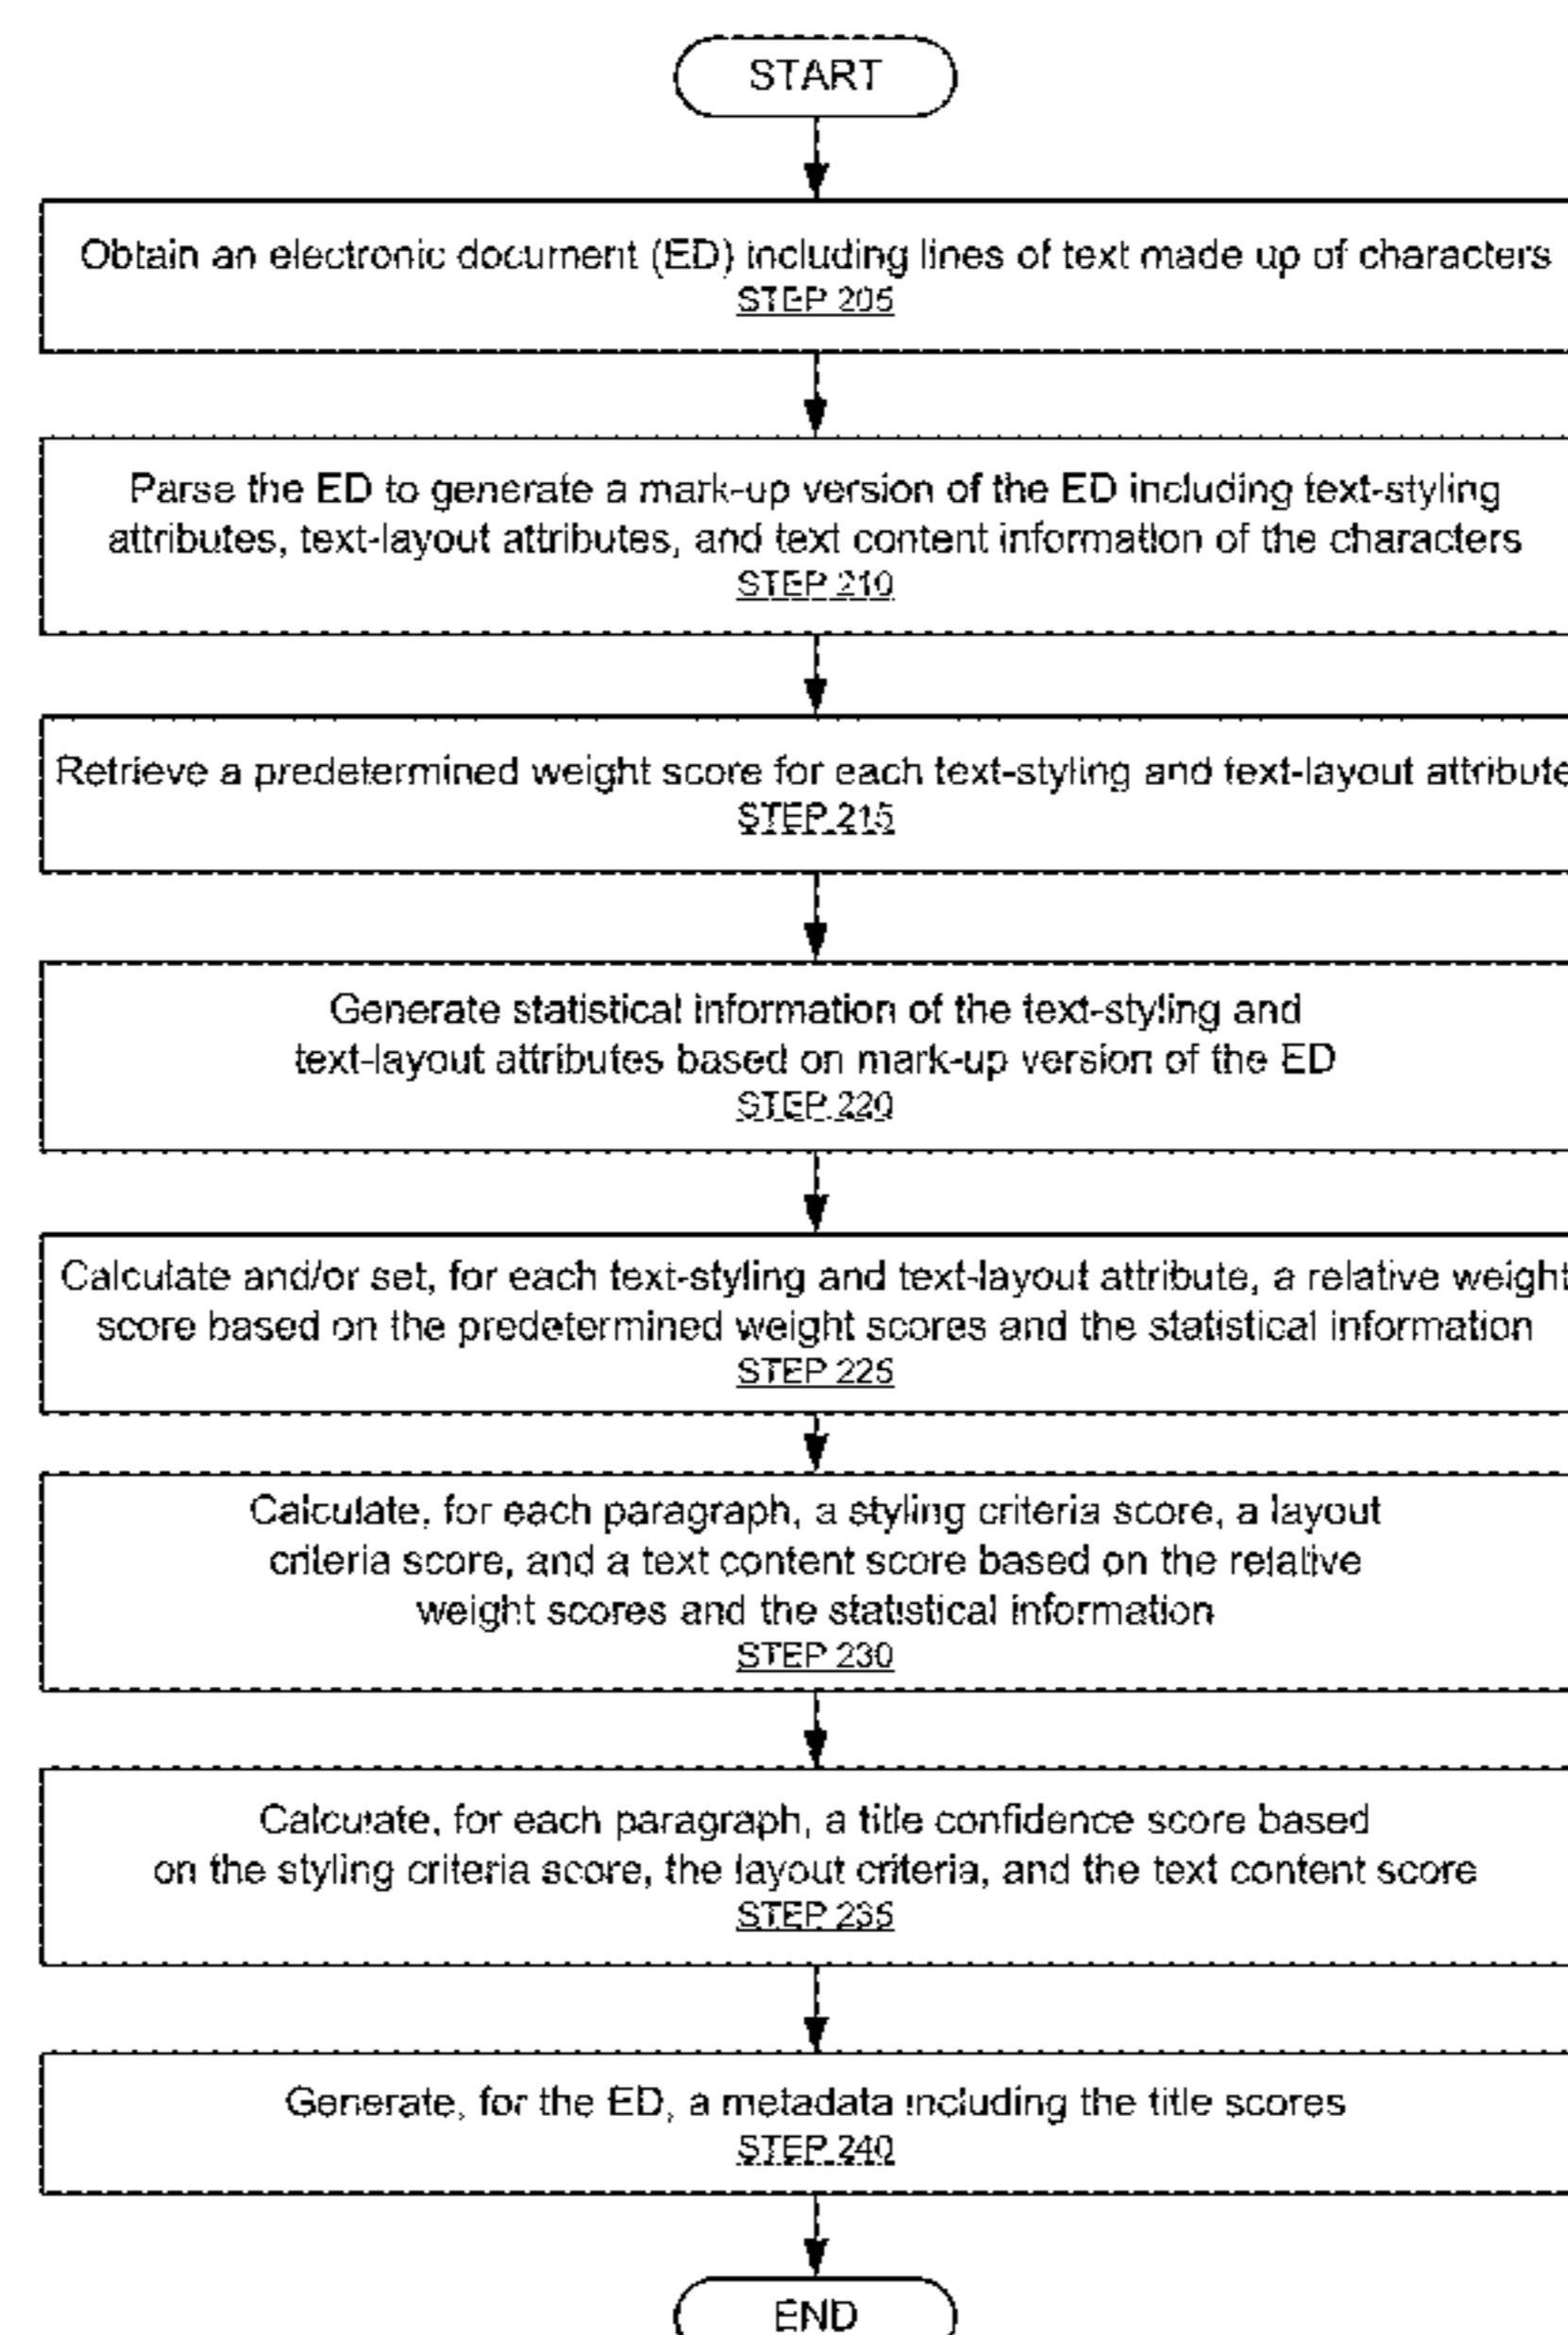 START
Obtain an electronic document (ED) including lines of text made up of characters
STEP 205
Parse the ED to generate a mark-up version of the ED including text-styling
attributes, text-layout attributes, and text content information of the characters
STEP 210
Retrieve a predetermined weight score for each text-styling and text-layout attribute
STEP 215
Generate statistical information of the text-styling and
text-layout attributes based on mark-up version of the ED
STEP 220
Calculate and/or set, for each text-styling and text-layout attribute, a relative weight
score based on the predetermined weight scores and the statistical information
STEP 225
Calculate, for each paragraph, a styling criteria score, a layout
criteria score, and a text content score based on the relative
weight scores and the statistical information
STEP 230
Calculate, for each paragraph, a title confidence score based
on the styling criteria score, the layout criteria, and the text content score
STEP 235
Generate, for the ED, a metadata including the title scores
STEP 240
END